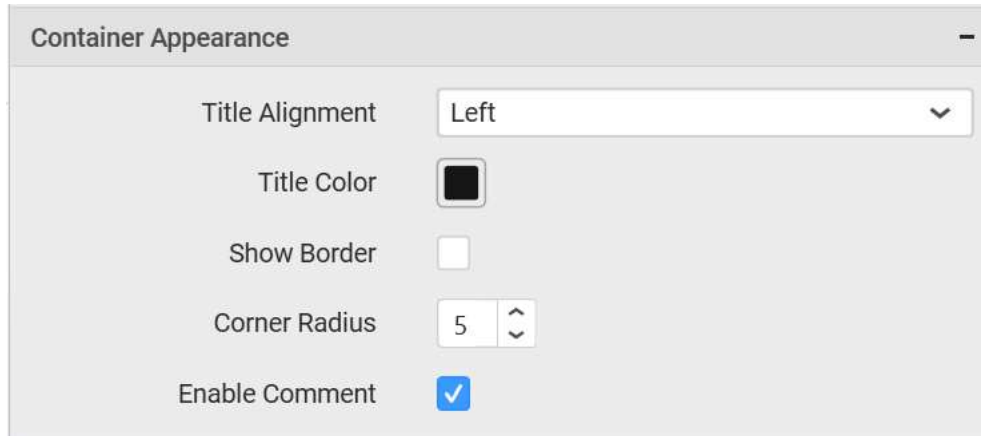 Container Appearance
Title Alignment Left
Title Color
Show Border
Corner Radius 5
Enable Comment